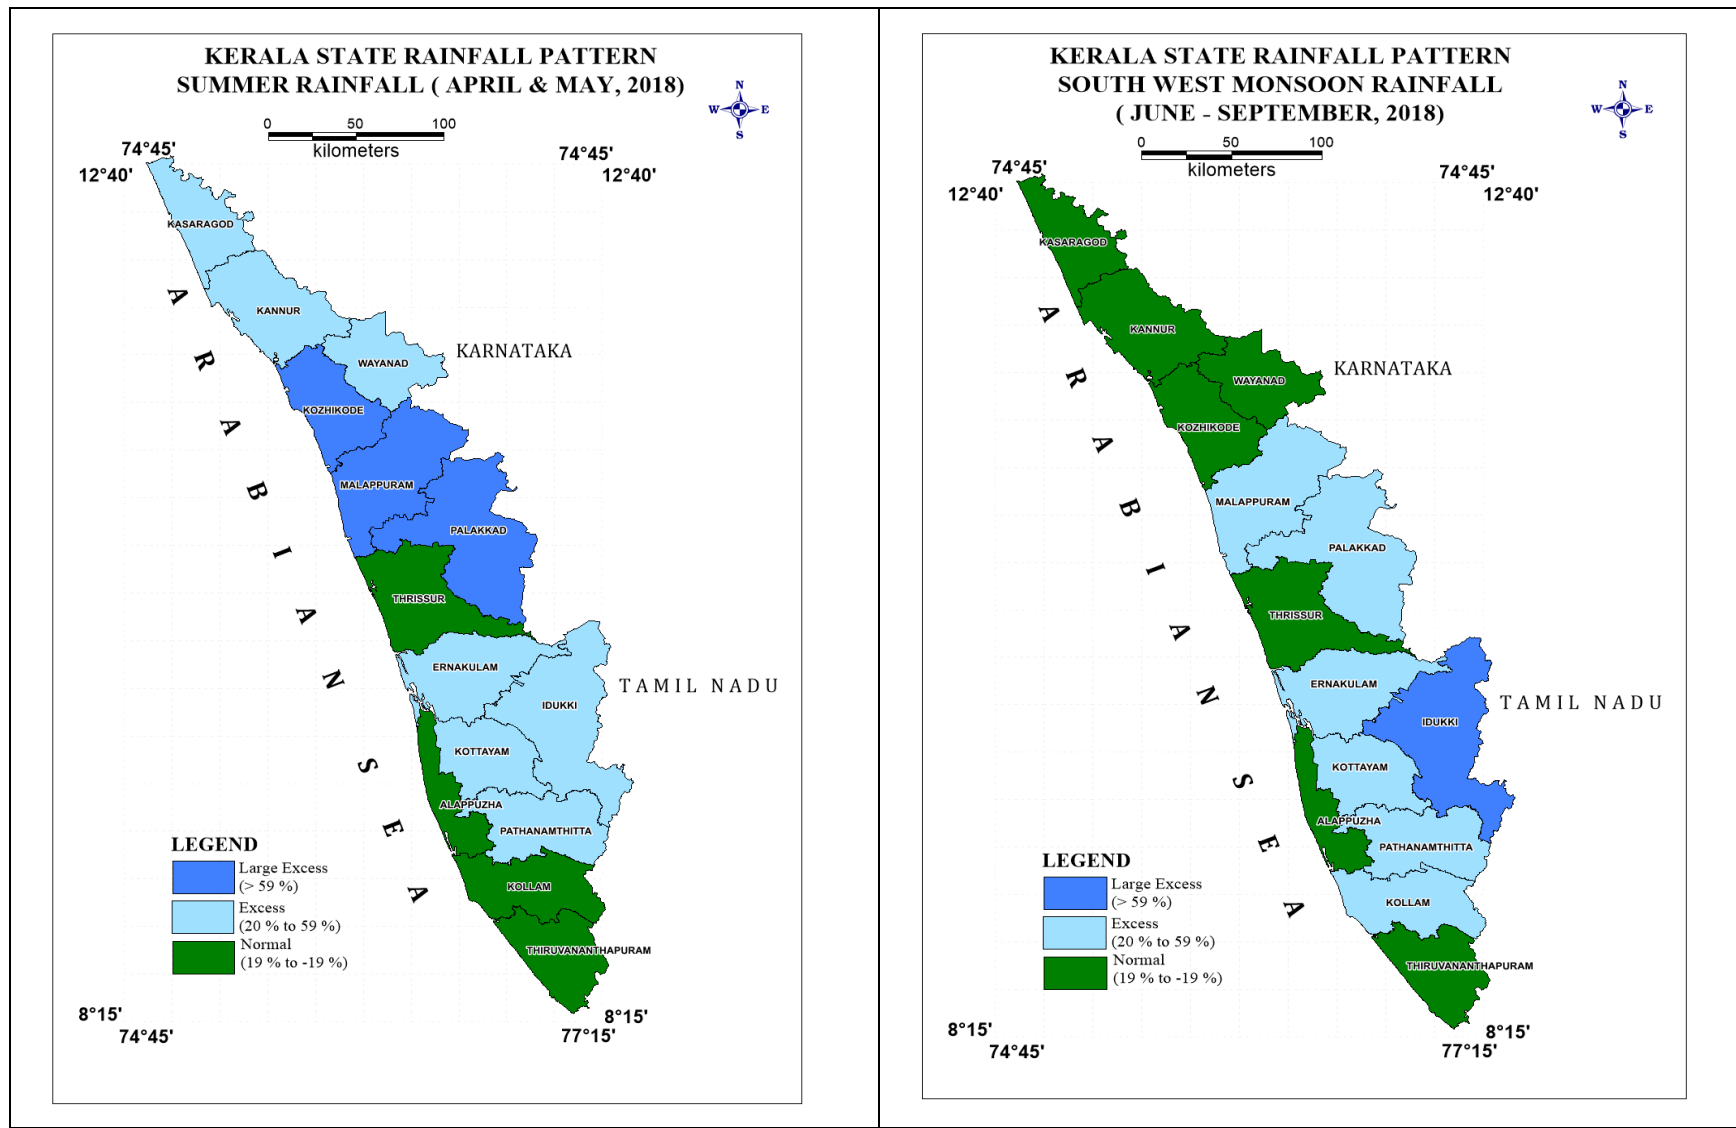 KERALA STATE RAINFALL PATTERN
SUMMER RAINFALL ( APRIL & MAY, 2018)
N
W E
S
0 50 100
kilometers
74°45' 74°45'
12°40' 12°40'
KASARAGOD
KANNUR
WAYANAD
KARNATAKA
KOZHIKODE
MALAPPURAM
PALAKKAD
THRISSUR
ERNAKULAM
TAMIL NADU
IDUKKI
KOTTAYAM
ALAPPUZHA
PATHANAMTHITTA
KOLLAM
THIRUVANANTHAPURAM
ARABIAN SEA
LEGEND
Large Excess
(> 59 %)
Excess
(20 % to 59 %)
Normal
(19 % to -19 %)
8°15' 8°15'
74°45' 77°15'
KERALA STATE RAINFALL PATTERN
SOUTH WEST MONSOON RAINFALL
( JUNE - SEPTEMBER, 2018)
N
W E
S
0 50 100
kilometers
74°45' 74°45'
12°40' 12°40'
KASARAGOD
KANNUR
KARNATAKA
WAYANAD
KOZHIKODE
MALAPPURAM
PALAKKAD
THRISSUR
ERNAKULAM
TAMIL NADU
IDUKKI
KOTTAYAM
ALAPPUZHA
PATHANAMTHITTA
KOLLAM
THIRUVANANTHAPURAM
ARABIAN SEA
LEGEND
Large Excess
(> 59 %)
Excess
(20 % to 59 %)
Normal
(19 % to -19 %)
8°15' 8°15'
74°45' 77°15'